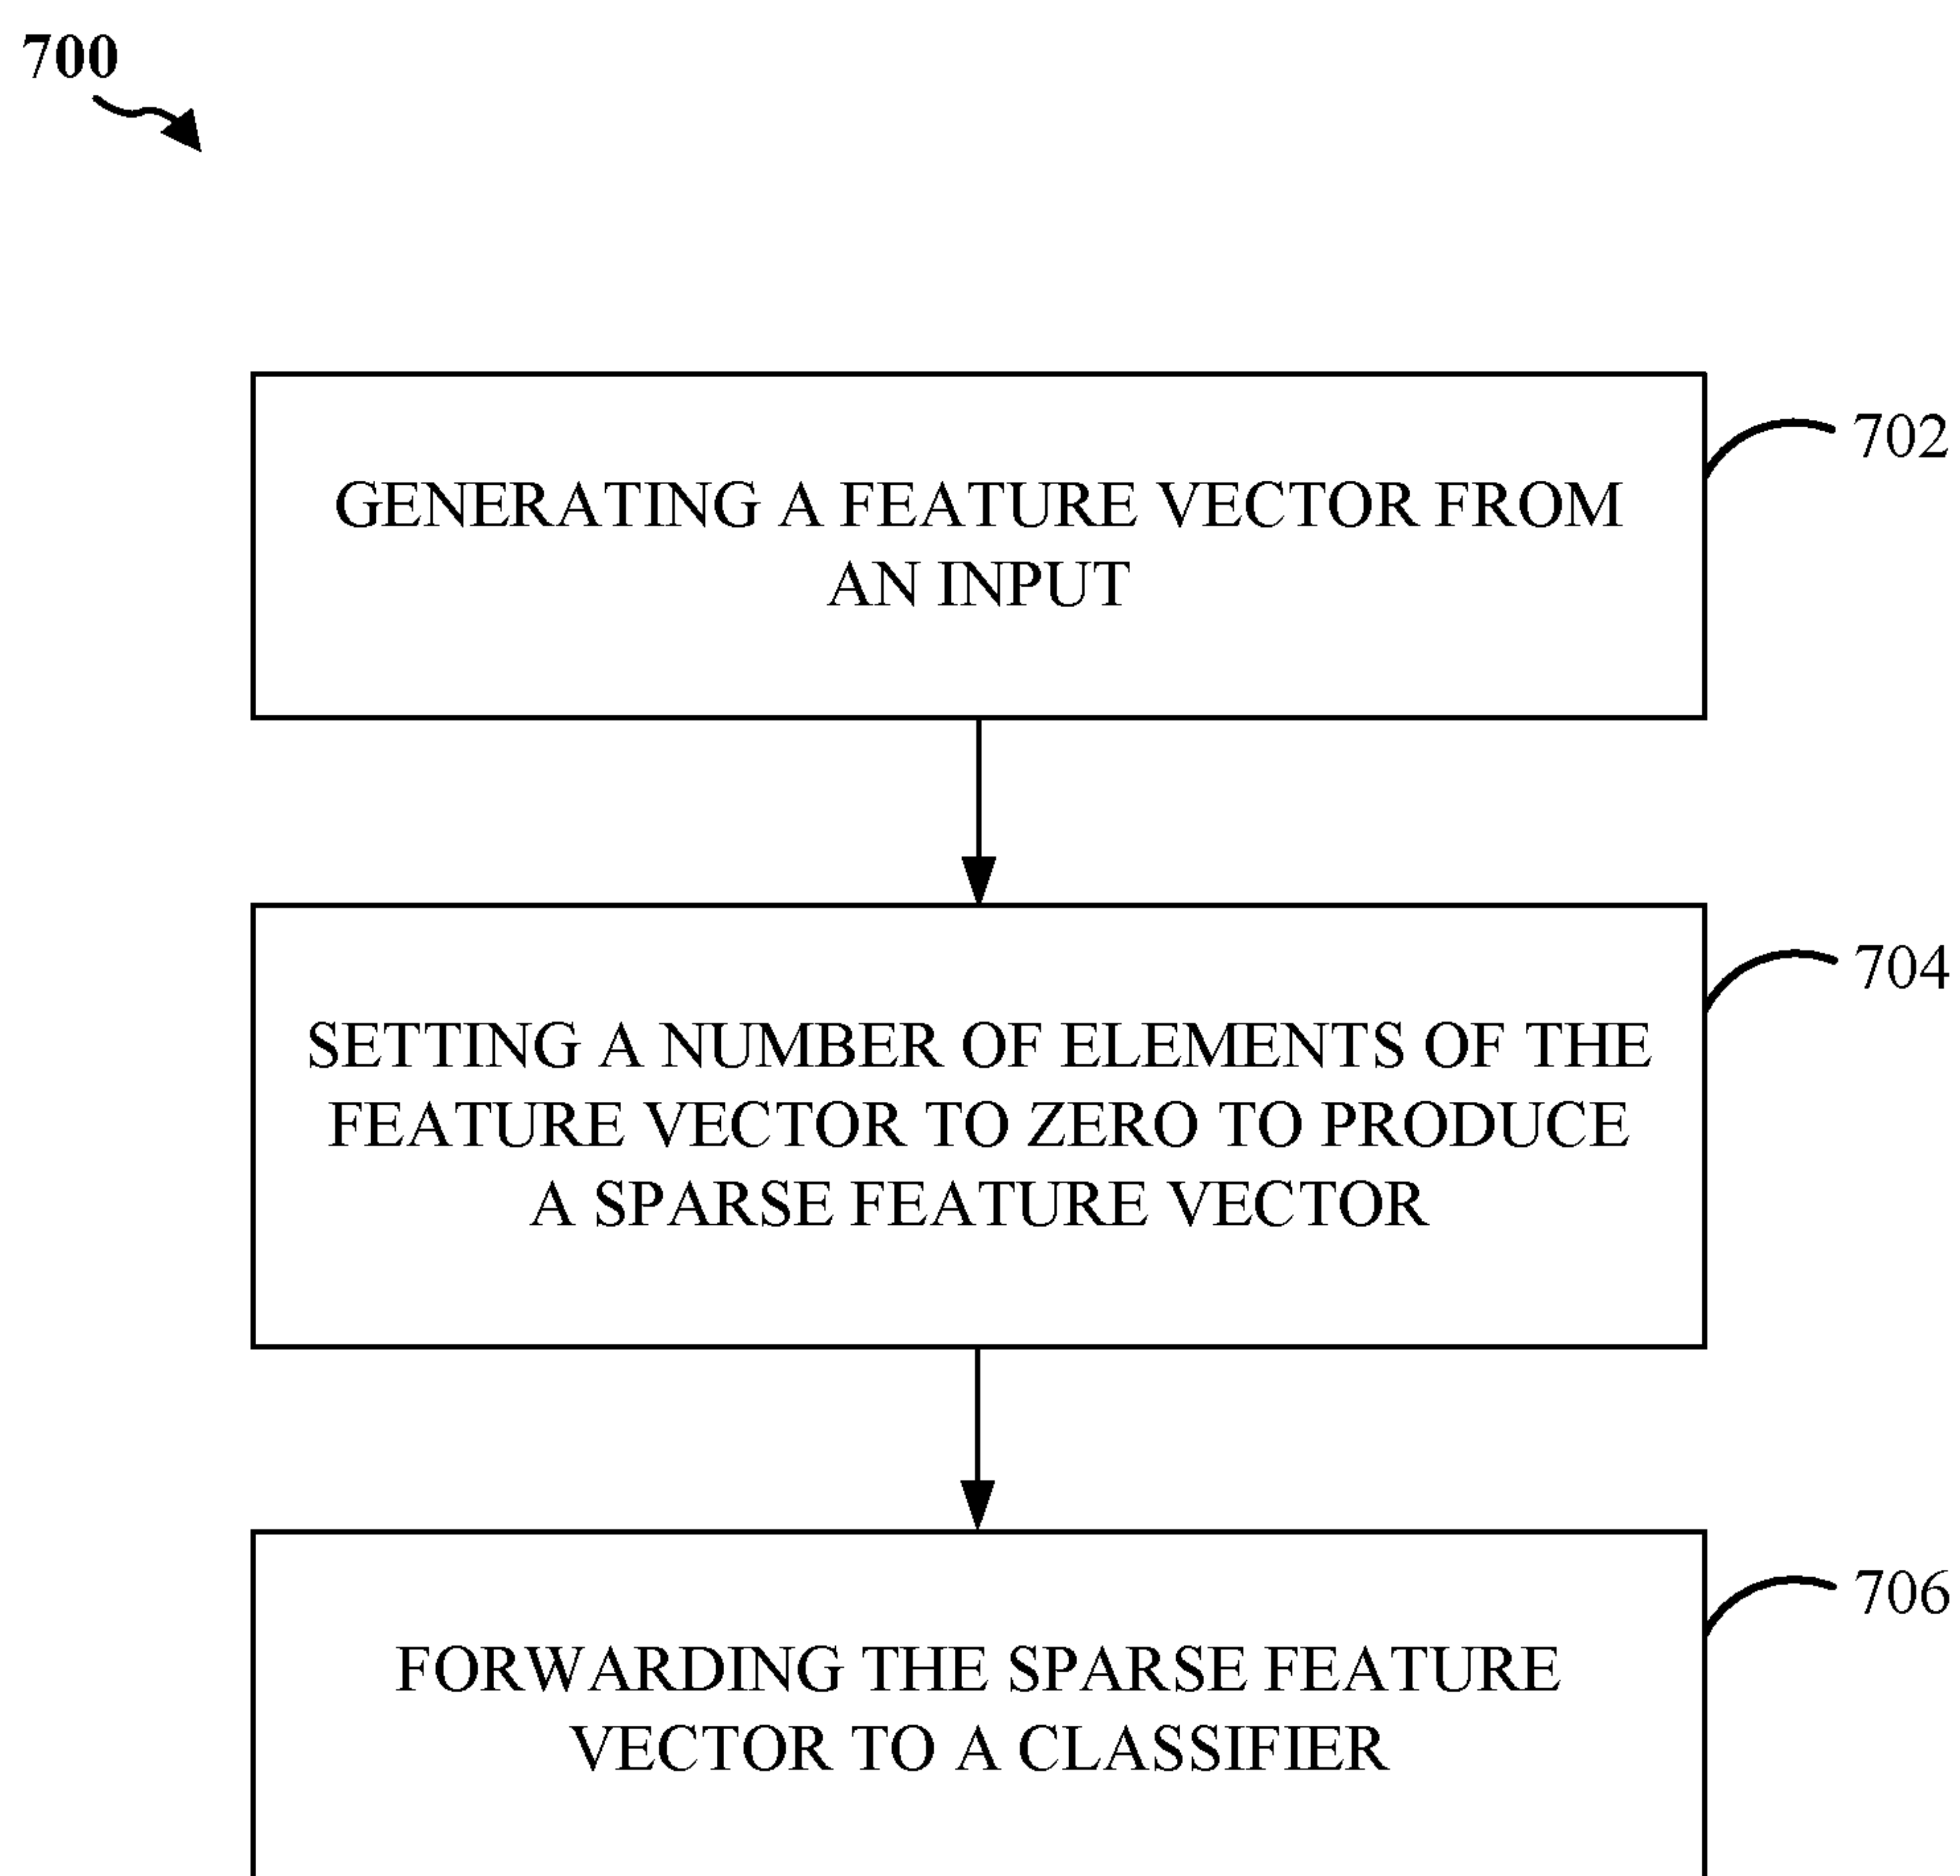 700
702
GENERATING A FEATURE VECTOR FROM
AN INPUT
704
SETTING A NUMBER OF ELEMENTS OF THE
FEATURE VECTOR TO ZERO TO PRODUCE
A SPARSE FEATURE VECTOR
706
FORWARDING THE SPARSE FEATURE
VECTOR TO A CLASSIFIER